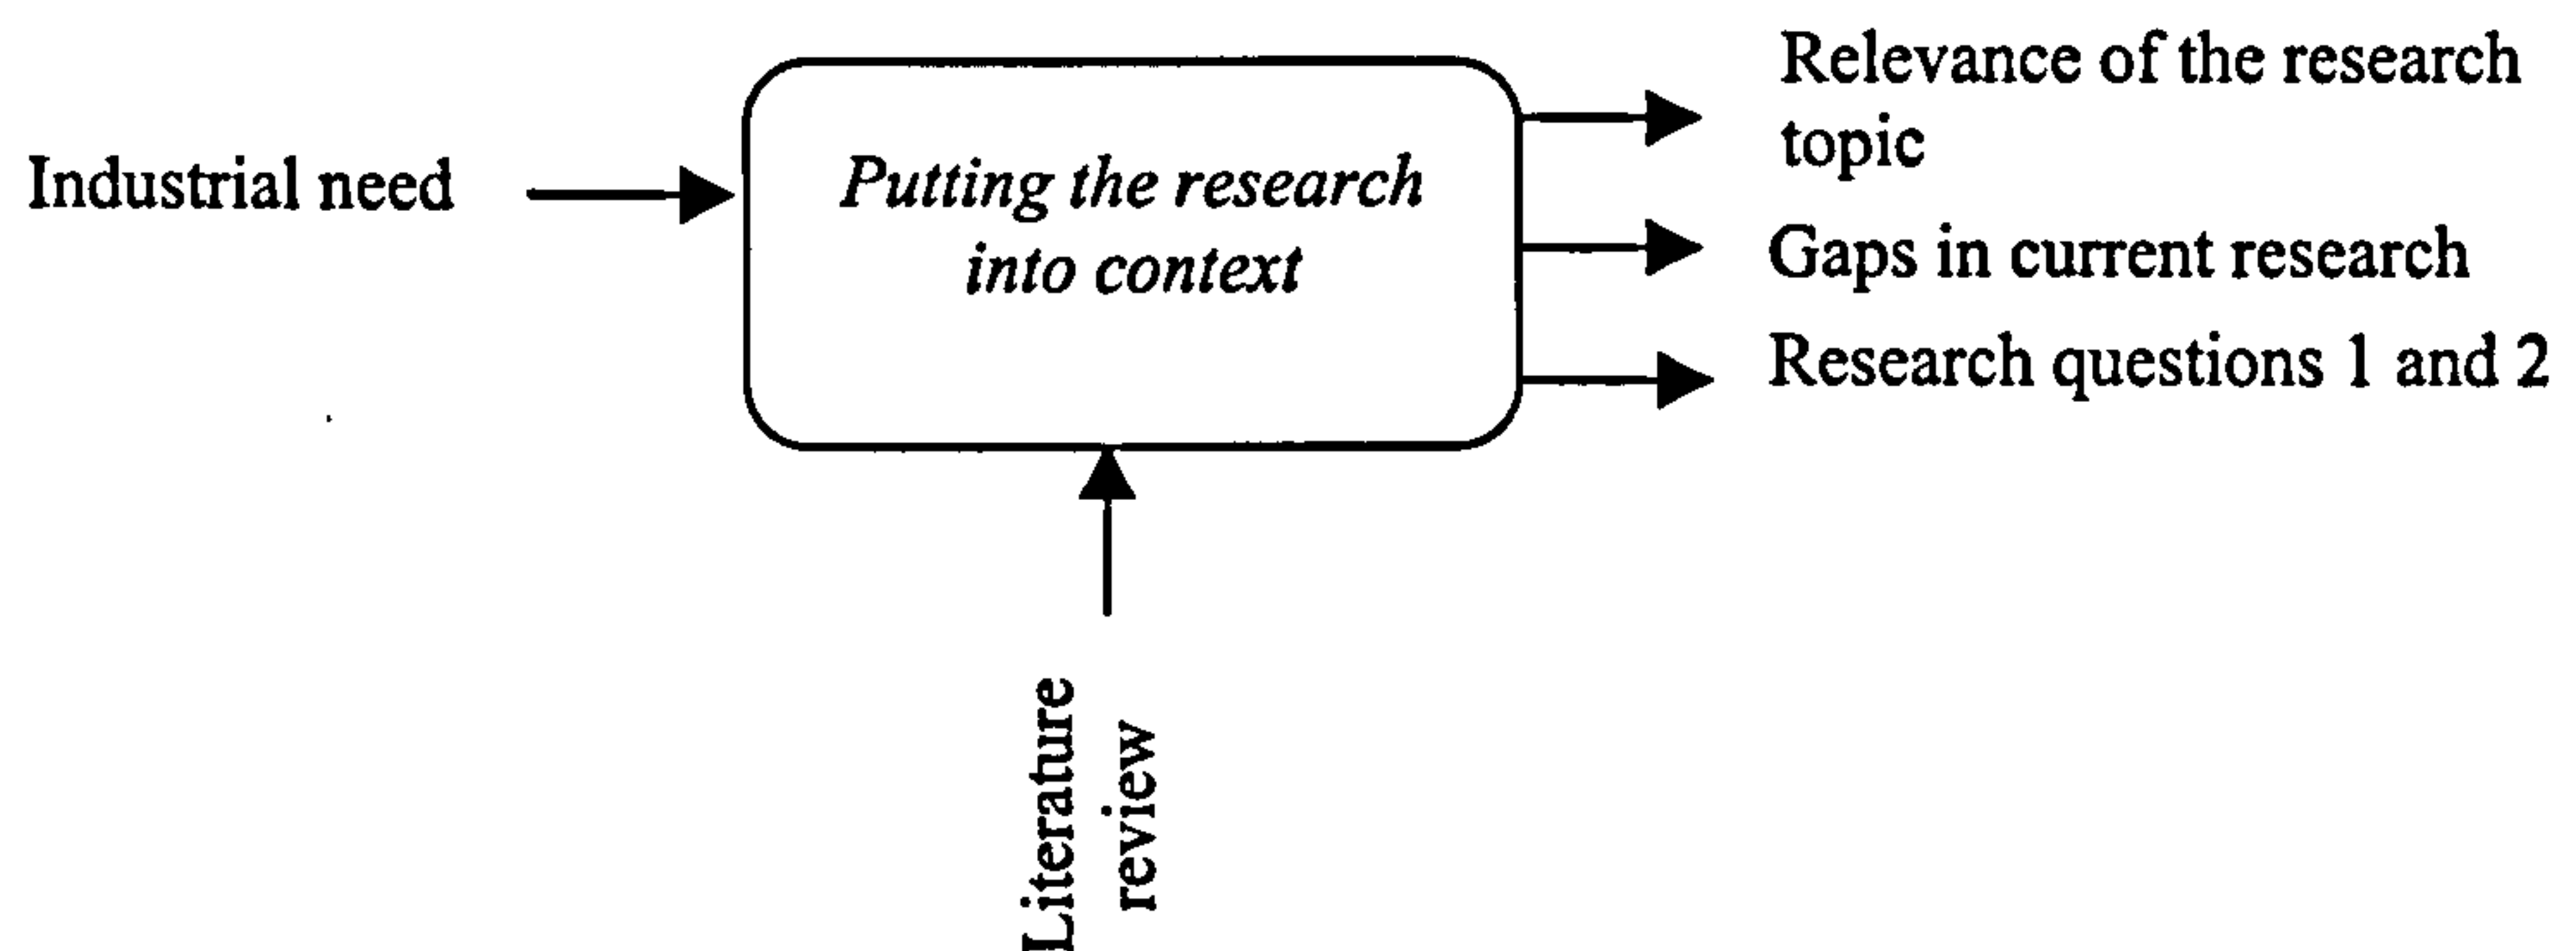 Industrial need
Putting the research
into context
Relevance of the research
topic
Gaps in current research
Research questions 1 and 2
Literature
review